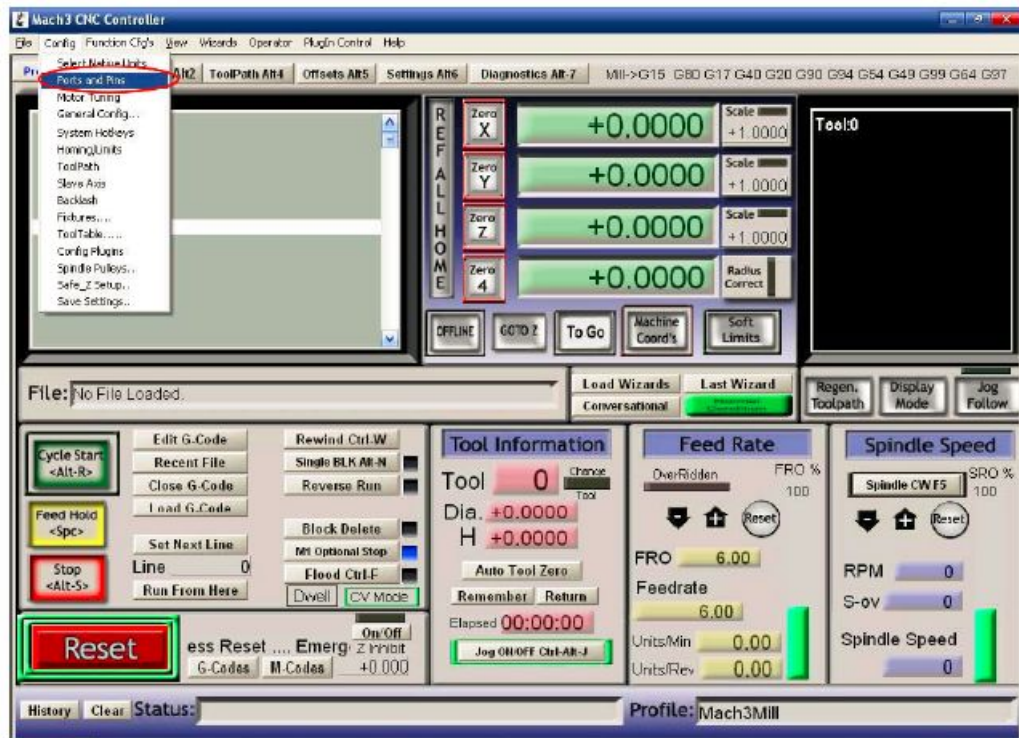 Mach3 CNC Controller
File Config Function Cfg's View Wizards Operator PlugIn Control Help
Alt2 ToolPath Alt4 Offsets Alt5 Settings Alt6 Diagnostics Alt-7 Mill->G15 G80 G17 G40 G20 G90 G94 G54 G49 G99 G64 G97
Select Native Units
Ports and Pins
Motor Tuning
General Config...
System Hotkeys
Homing/Limits
ToolPath
Slave Axis
Backlash
Fixtures....
ToolTable.....
Config Plugins
Spindle Pulleys..
Safe_Z Setup..
Save Settings..
REF ALL HOME
Zero X +0.0000 Scale +1.0000
Zero Y +0.0000 Scale +1.0000
Zero Z +0.0000 Scale +1.0000
Zero 4 +0.0000 Radius Correct
OFFLINE GOTO Z To Go Machine Coord's Soft Limits
Tool:0
File: No File Loaded.
Load Wizards Last Wizard
Conversational
Regen. Toolpath Display Mode Jog Follow
Cycle Start <Alt-R>
Feed Hold <Spc>
Stop <Alt-S>
Edit G-Code Rewind Ctrl-W
Recent File Single BLK Alt-N
Close G-Code Reverse Run
Load G-Code
Block Delete
Set Next Line M1 Optional Stop
Line 0 Flood Ctrl-F
Run From Here Dwell CV Mode
Reset
ess Reset .... Emerg
On/Off
Z Inhibit
+0.000
G-Codes M-Codes
Tool Information
Tool 0 Change Tool
Dia. +0.0000
H +0.0000
Auto Tool Zero
Remember Return
Elapsed 00:00:00
Jog ON/OFF Ctrl-Alt-J
Feed Rate
OverRidden FRO %
100
Reset
FRO 6.00
Feedrate
6.00
Units/Min 0.00
Units/Rev 0.00
Spindle Speed
Spindle CW F5 SRO %
100
Reset
RPM 0
S-ov 0
Spindle Speed
0
History Clear Status:
Profile: Mach3Mill